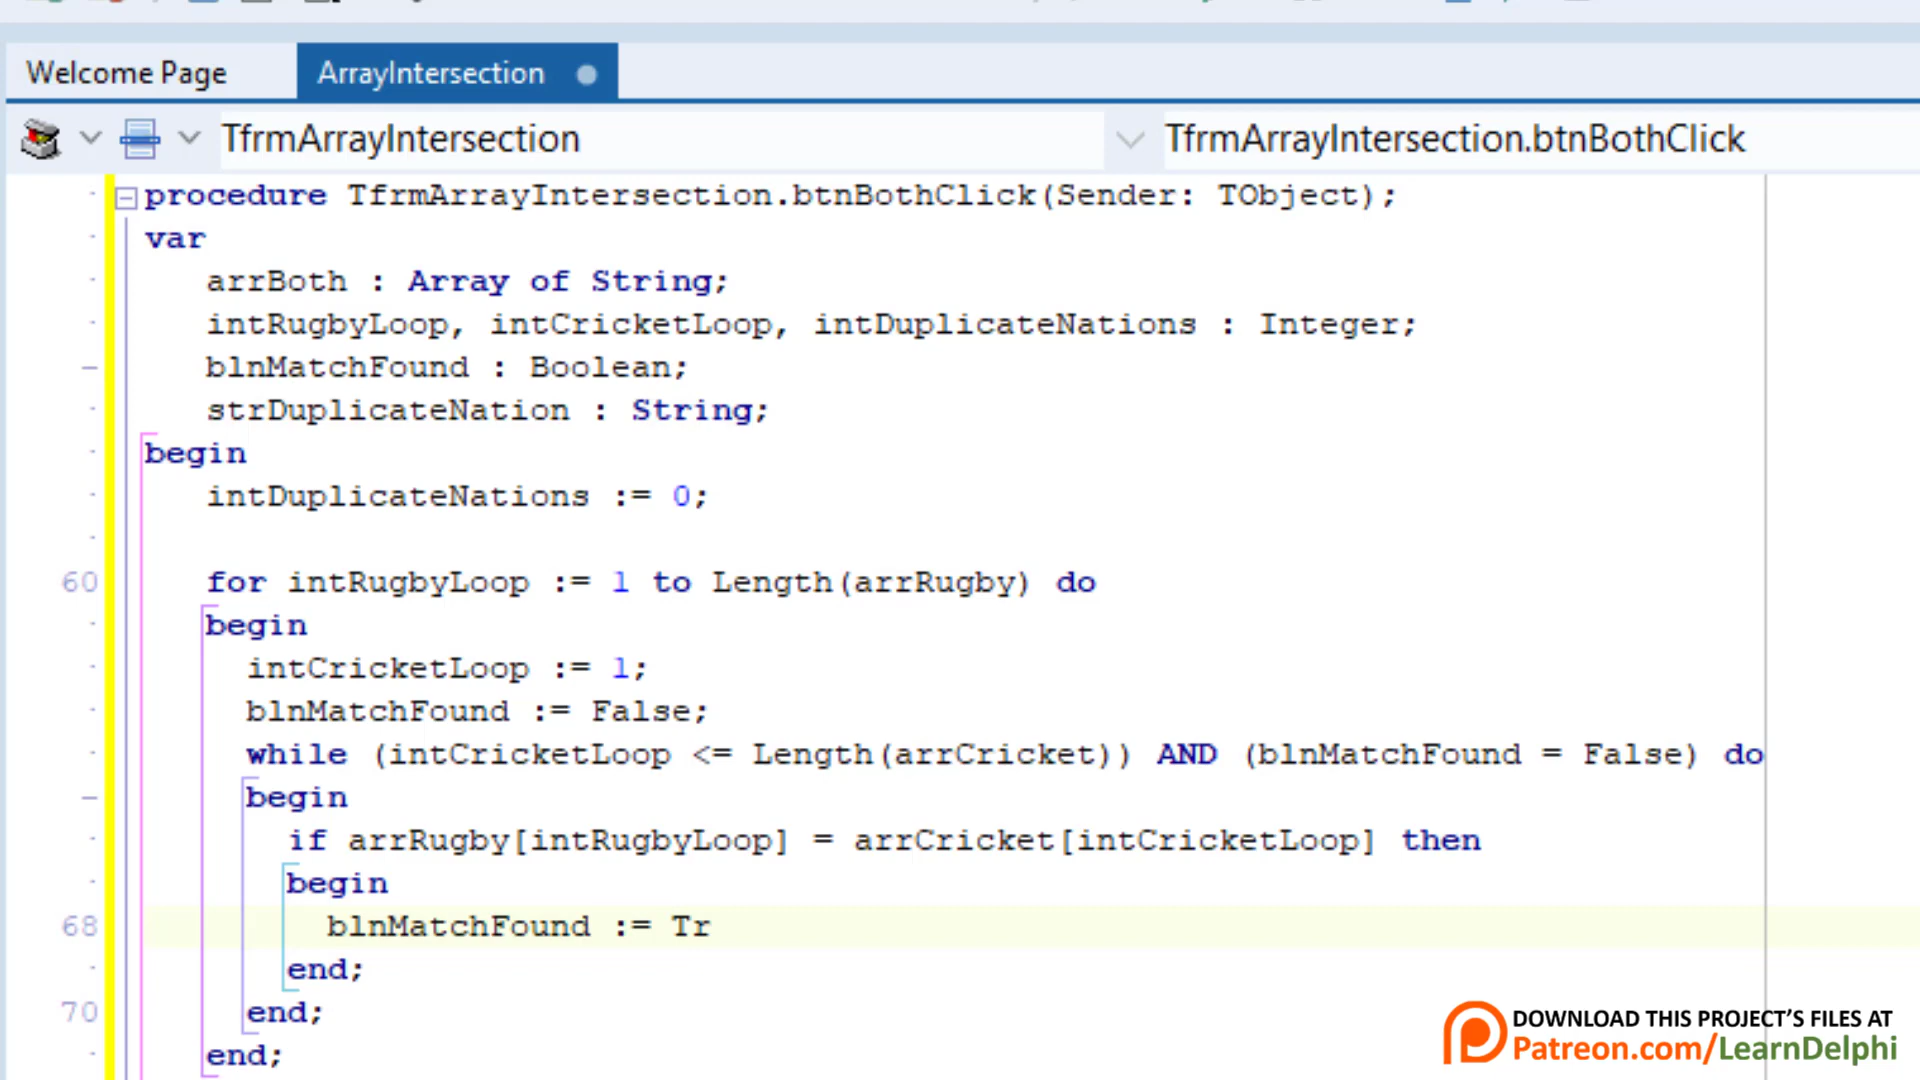 Welcome Page
ArrayIntersection
TfrmArrayIntersection
TfrmArrayIntersection.btnBothClick
procedure TfrmArrayIntersection.btnBothClick(Sender: TObject);
var
arrBoth : Array of String;
intRugbyLoop, intCricketLoop, intDuplicateNations : Integer;
blnMatchFound : Boolean;
strDuplicateNation : String;
begin
intDuplicateNations := 0;
60 for intRugbyLoop := 1 to Length(arrRugby) do
begin
intCricketLoop := 1;
blnMatchFound := False;
while (intCricketLoop <= Length(arrCricket)) AND (blnMatchFound = False) do
begin
if arrRugby[intRugbyLoop] = arrCricket[intCricketLoop] then
begin
68 blnMatchFound := Tr
end;
70 end;
end;
DOWNLOAD THIS PROJECT'S FILES AT
Patreon.com/LearnDelphi